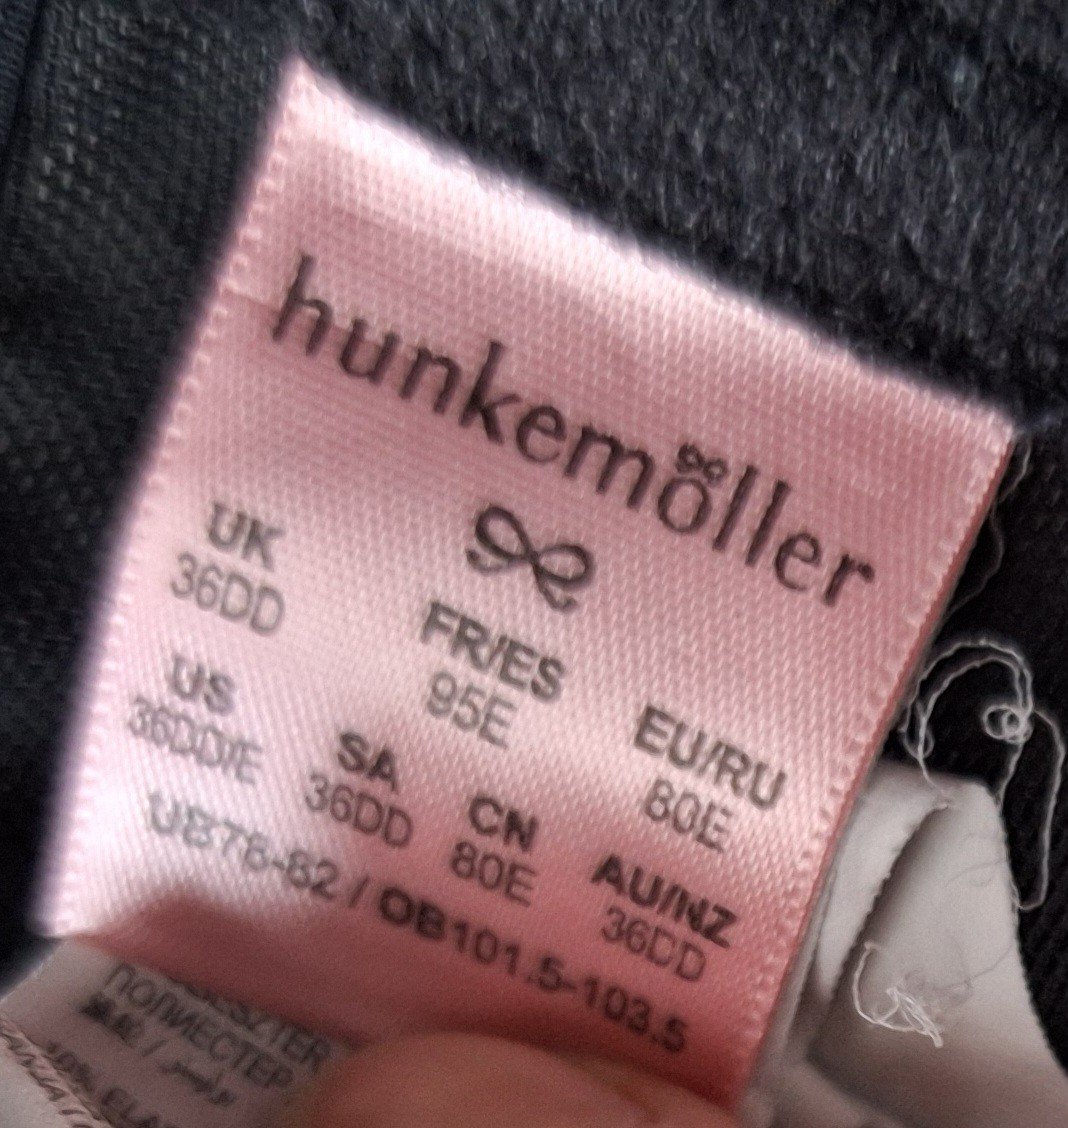 hunkemöller
UK FR/ES EU/RU
36DD 95E 80E
US SA CN AU/NZ
36DD/E 36DD 80E 36DD
UB78-82 / OB101.5-103.5
ПОЛИЕСТЕР